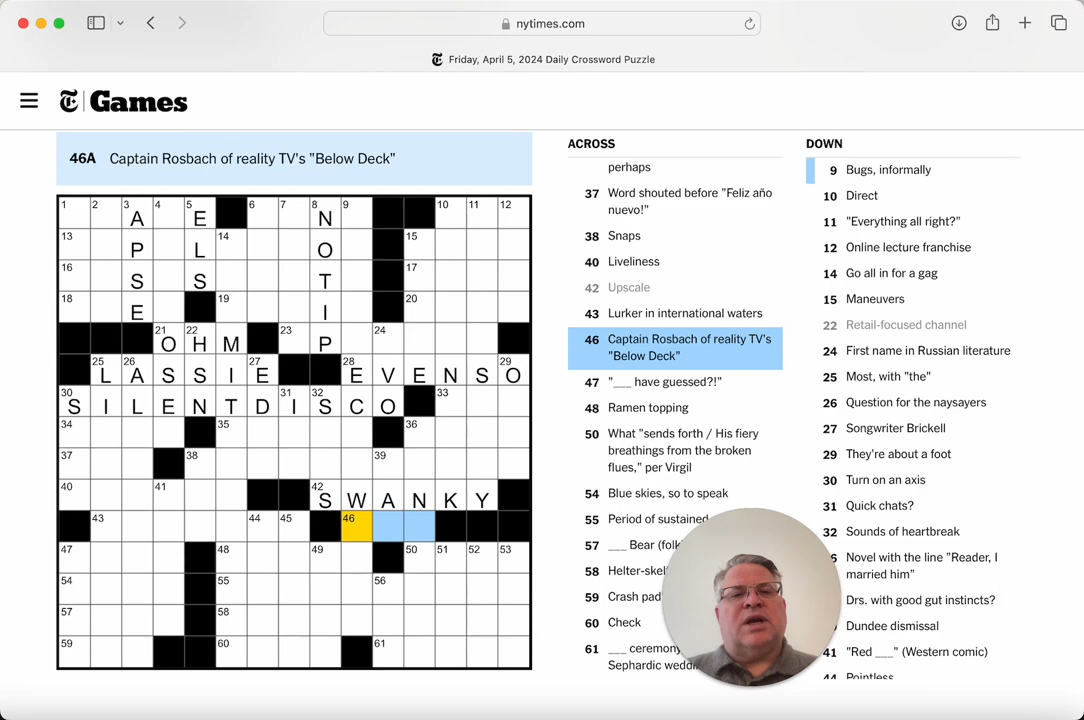 nytimes.com
Friday, April 5, 2024 Daily Crossword Puzzle
Games
46A Captain Rosbach of reality TV's "Below Deck"
1 2 3 A 4 5 E 6 7 8 N 9 10 11 12
13 P L 14 O 15
16 S S T 17
18 E 19 I 20
21 O 22 H M 23 P 24
25 L 26 A S S I E 27 28 E V E N S O 29
30 S I L E N T D I 31 S 32 C O 33
34 35 36
37 38 39
40 41 42 S W A N K Y
43 44 45 46
47 48 49 50 51 52 53
54 55 56
57 58
59 60 61
ACROSS
perhaps
37 Word shouted before "Feliz año
nuevo!"
38 Snaps
40 Liveliness
42 Upscale
43 Lurker in international waters
46 Captain Rosbach of reality TV's
"Below Deck"
47 "___ have guessed?!"
48 Ramen topping
50 What "sends forth / His fiery
breathings from the broken
flues," per Virgil
54 Blue skies, so to speak
55 Period of sustained
57 ___ Bear (folk
58 Helter-skel
59 Crash pad
60 Check
61 ___ ceremony
Sephardic wedd
DOWN
9 Bugs, informally
10 Direct
11 "Everything all right?"
12 Online lecture franchise
14 Go all in for a gag
15 Maneuvers
22 Retail-focused channel
24 First name in Russian literature
25 Most, with "the"
26 Question for the naysayers
27 Songwriter Brickell
29 They're about a foot
30 Turn on an axis
31 Quick chats?
32 Sounds of heartbreak
6 Novel with the line "Reader, I
married him"
Drs. with good gut instincts?
Dundee dismissal
41 "Red ___" (Western comic)
44 Pointless